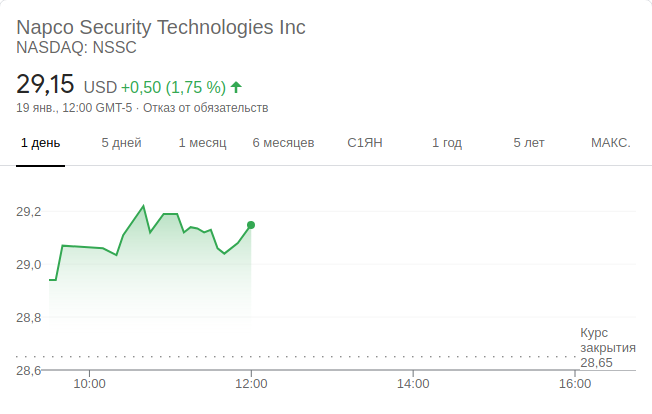 Napco Security Technologies Inc
NASDAQ: NSSC
29,15 USD +0,50 (1,75 %)
19 янв., 12:00 GMT-5 · Отказ от обязательств
1 день 5 дней 1 месяц 6 месяцев С1ЯН 1 год 5 лет МАКС.
29,2
29,0
28,8
28,6
Курс
закрытия
28,65
10:00 12:00 14:00 16:00